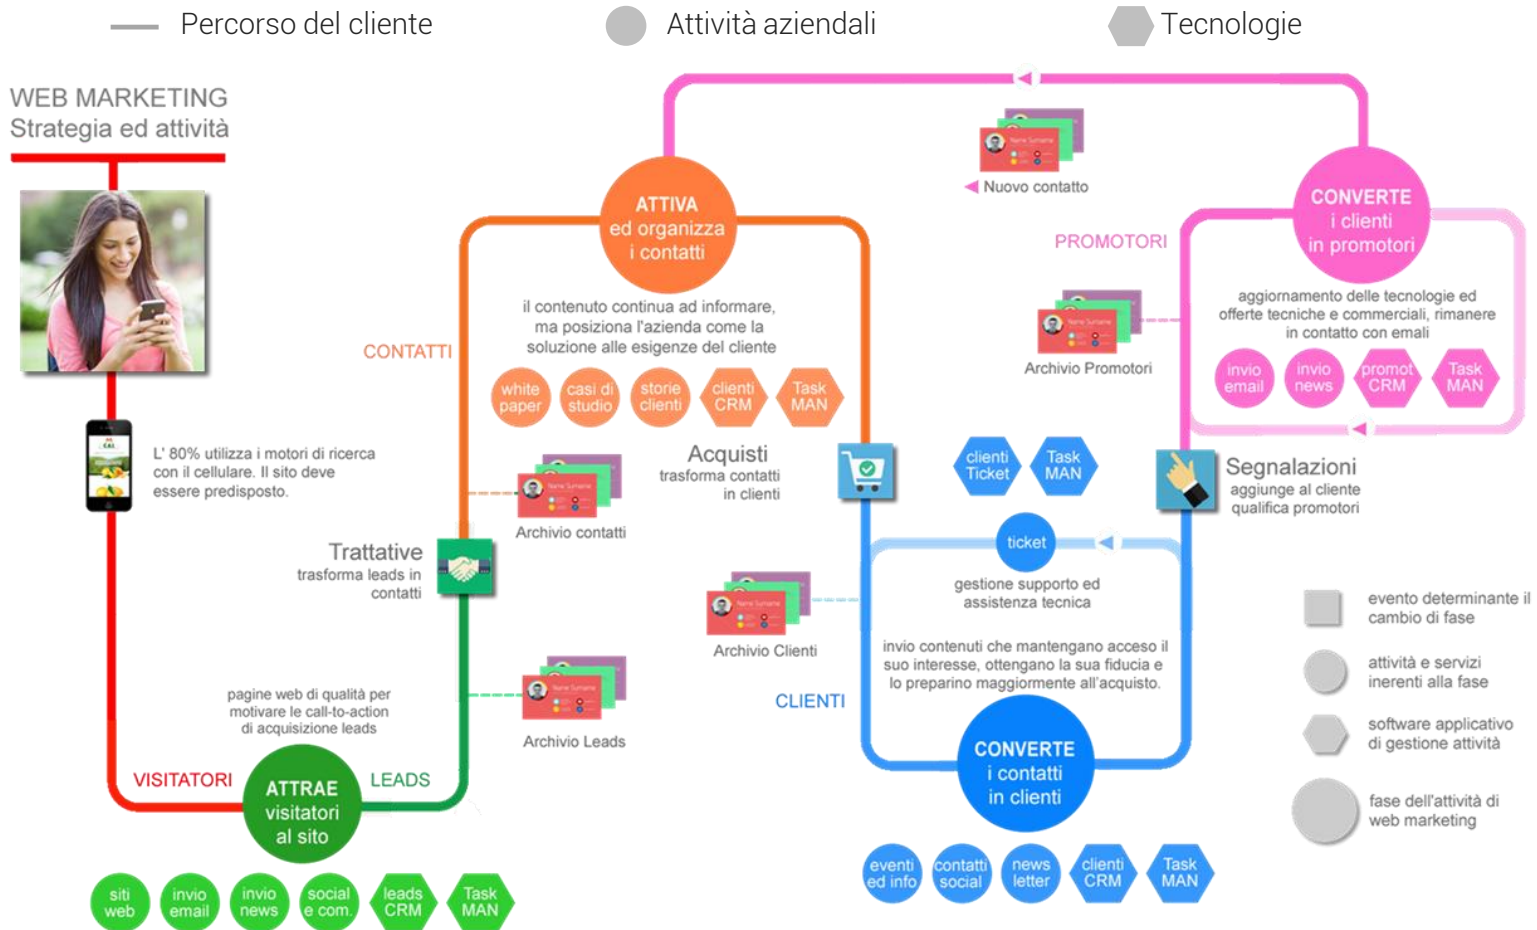 Percorso del cliente
Attività aziendali
Tecnologie
WEB MARKETING
Strategia ed attività
L' 80% utilizza i motori di ricerca
con il cellulare. Il sito deve
essere predisposto.
VISITATORI
pagine web di qualità per
motivare le call-to-action
di acquisizione leads
ATTRAE
visitatori
al sito
LEADS
siti
web
invio
email
invio
news
social
e com.
leads
CRM
Task
MAN
Archivio Leads
Trattative
trasforma leads in
contatti
CONTATTI
Archivio contatti
ATTIVA
ed organizza
i contatti
il contenuto continua ad informare,
ma posiziona l'azienda come la
soluzione alle esigenze del cliente
white
paper
casi di
studio
storie
clienti
clienti
CRM
Task
MAN
Acquisti
trasforma contatti
in clienti
Archivio Clienti
CLIENTI
clienti
Ticket
Task
MAN
ticket
gestione supporto ed
assistenza tecnica
invio contenuti che mantengano acceso il
suo interesse, ottengano la sua fiducia e
lo preparino maggiormente all'acquisto.
CONVERTE
i contatti
in clienti
eventi
ed info
contatti
social
news
letter
clienti
CRM
Task
MAN
Segnalazioni
aggiunge al cliente
qualifica promotori
PROMOTORI
Archivio Promotori
Nuovo contatto
CONVERTE
i clienti
in promotori
aggiornamento delle tecnologie ed
offerte tecniche e commerciali, rimanere
in contatto con emali
invio
email
invio
news
promot
CRM
Task
MAN
evento determinante il
cambio di fase
attività e servizi
inerenti alla fase
software applicativo
di gestione attività
fase dell'attività di
web marketing